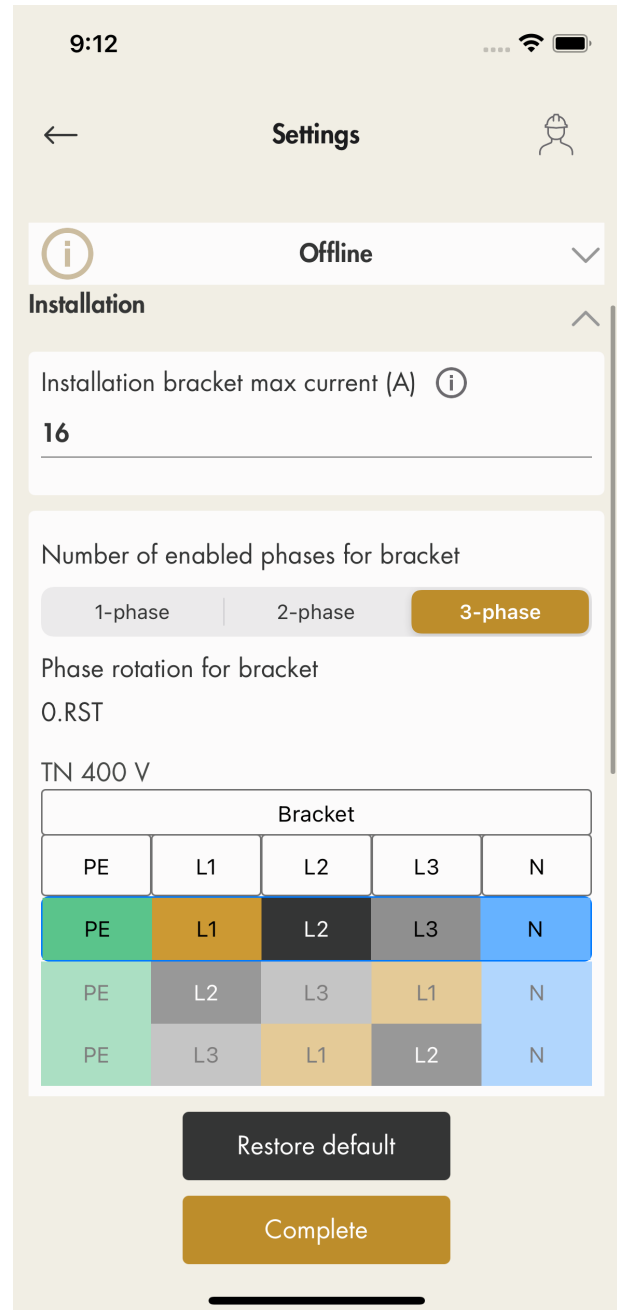 9:12
Settings
Offline
Installation
Installation bracket max current (A) i
16
Number of enabled phases for bracket
1-phase 2-phase 3-phase
Phase rotation for bracket
0.RST
TN 400 V
Bracket
PE L1 L2 L3 N
PE L1 L2 L3 N
PE L2 L3 L1 N
PE L3 L1 L2 N
Restore default
Complete